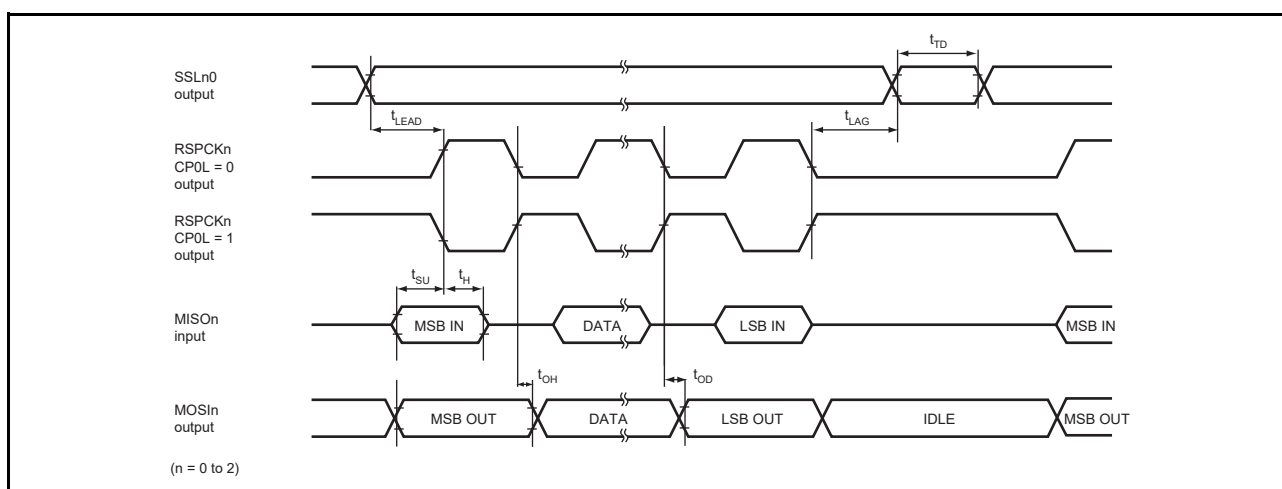 tTD
SSLn0
output
tLEAD
tLAG
RSPCKn
CP0L = 0
output
RSPCKn
CP0L = 1
output
tSU
tH
MISOn
input
MSB IN
DATA
LSB IN
MSB IN
tOH
tOD
MOSIn
output
MSB OUT
DATA
LSB OUT
IDLE
MSB OUT
(n = 0 to 2)